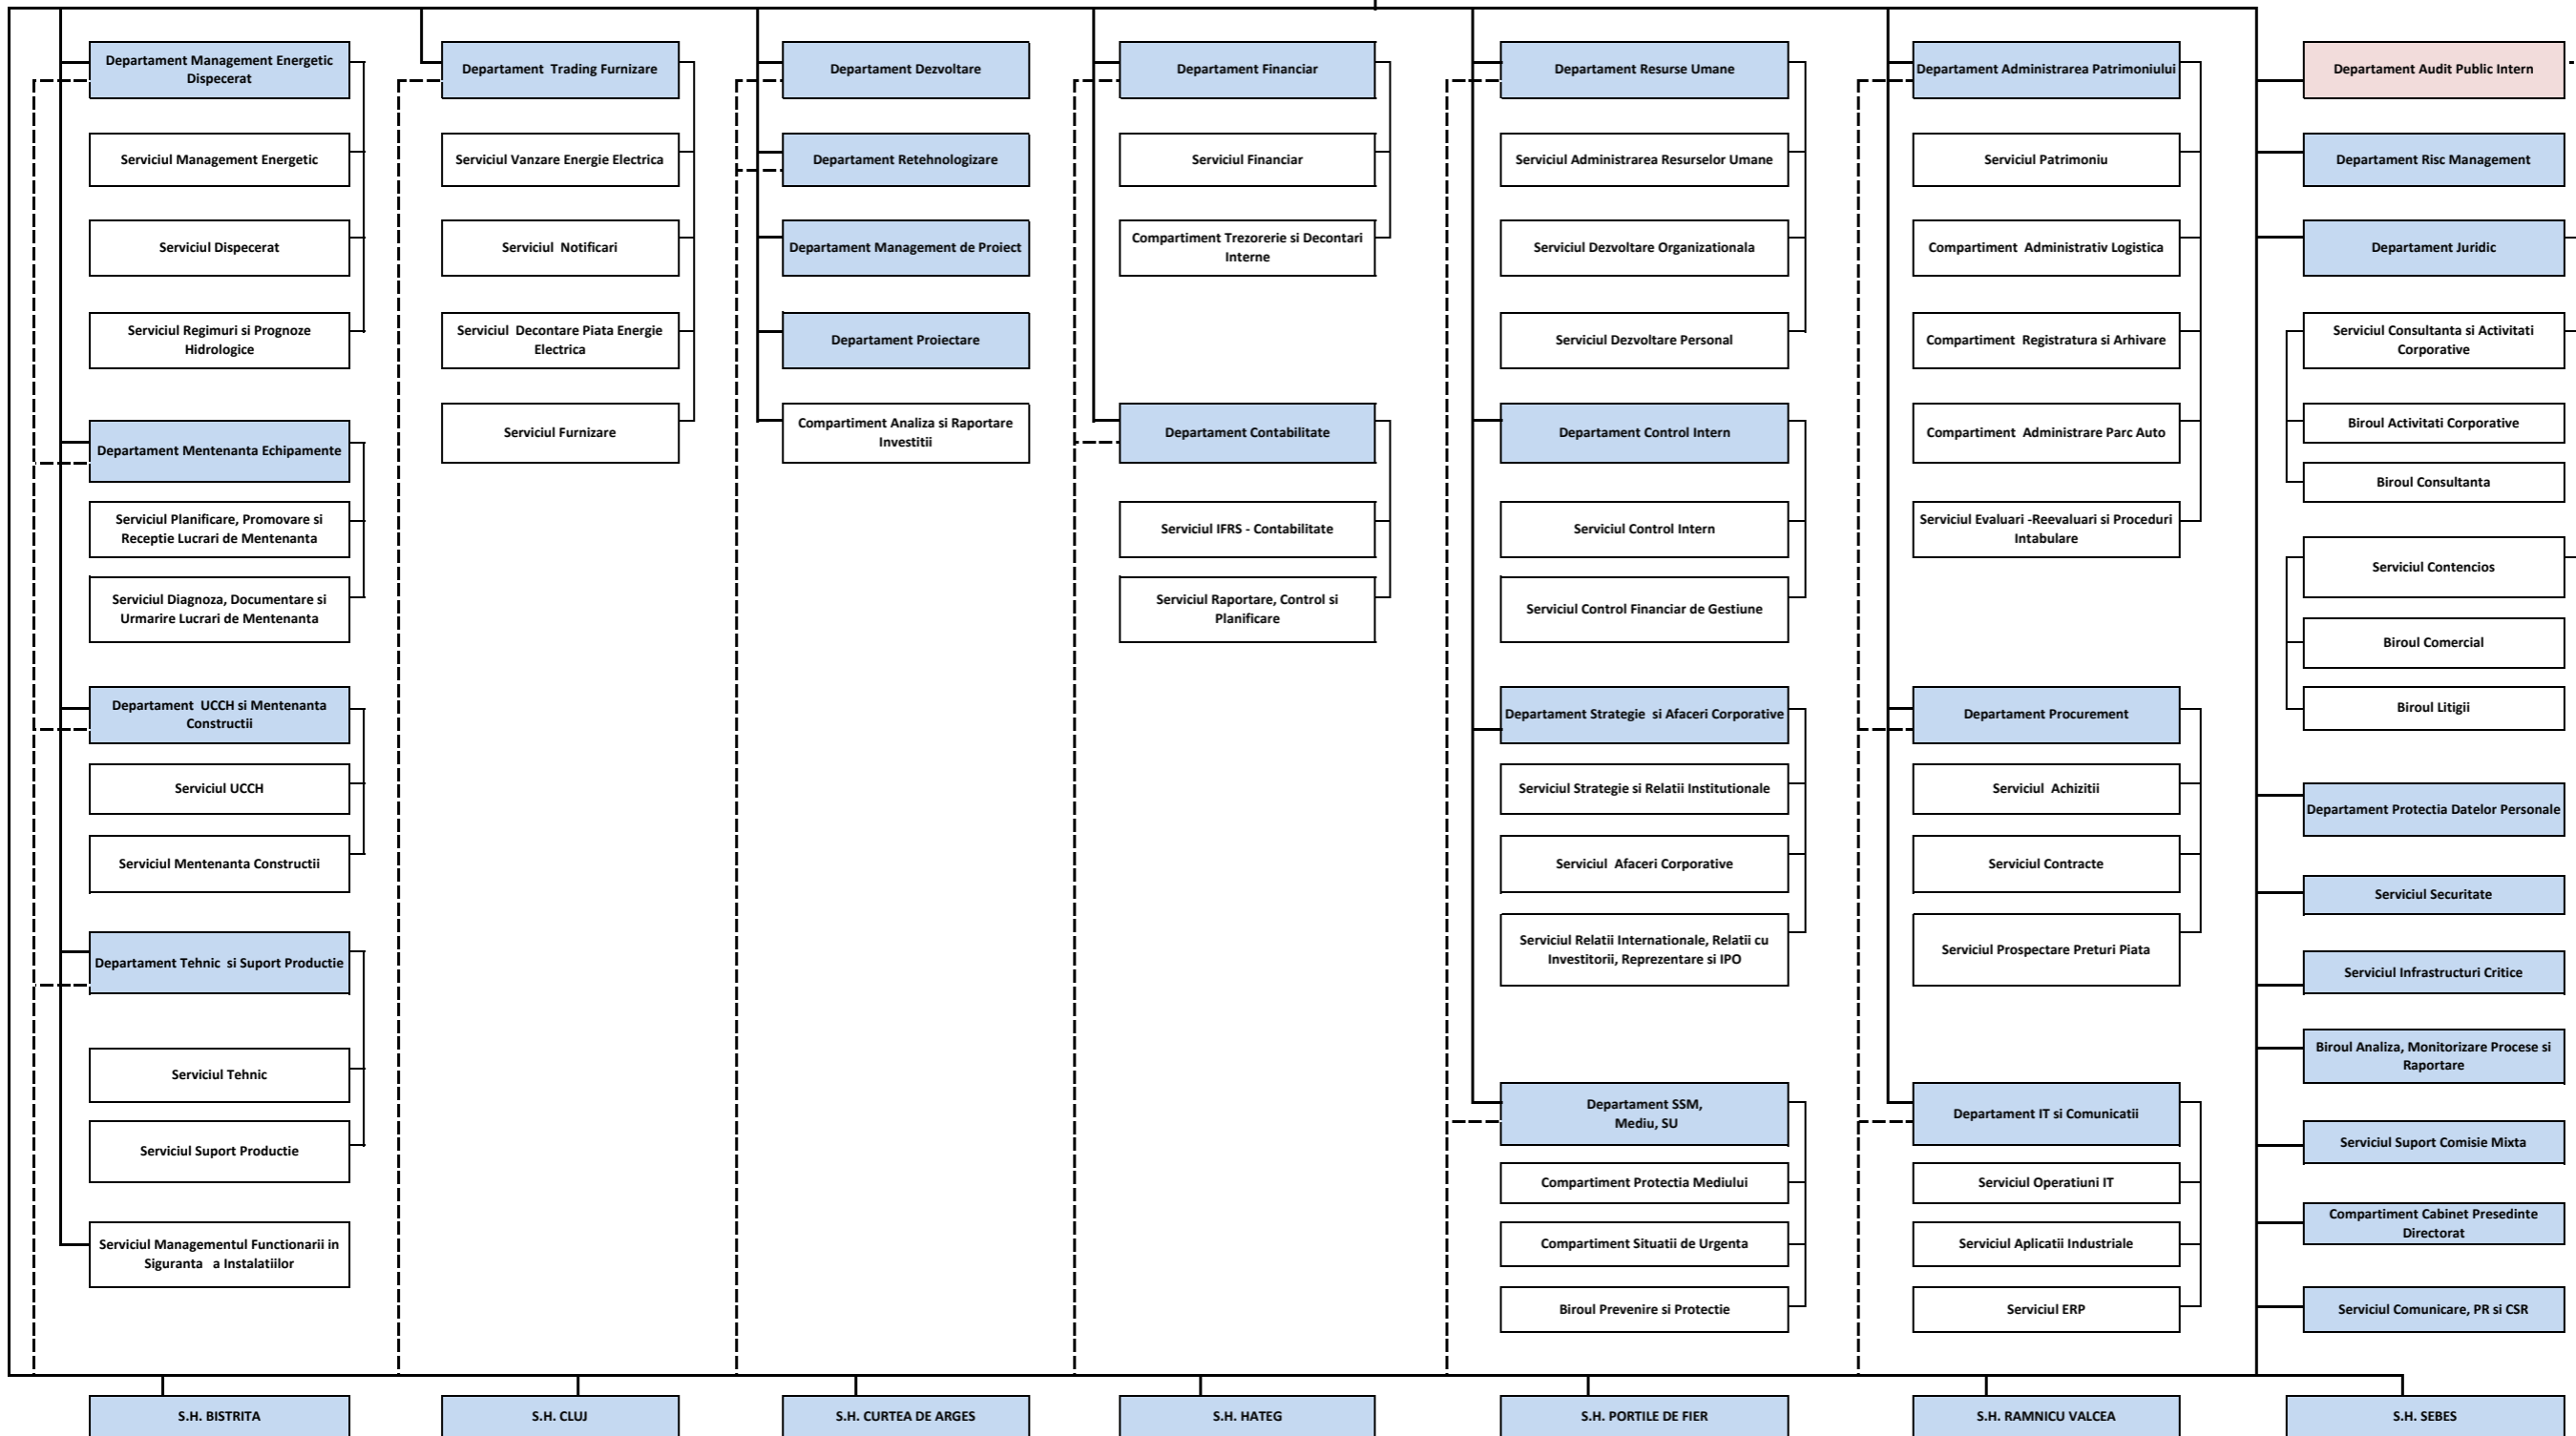 Departament Management Energetic
Dispecerat
Serviciul Management Energetic
Serviciul Dispecerat
Serviciul Regimuri si Prognoze
Hidrologice
Departament Mentenanta Echipamente
Serviciul Planificare, Promovare si
Receptie Lucrari de Mentenanta
Serviciul Diagnoza, Documentare si
Urmarire Lucrari de Mentenanta
Departament UCCH si Mentenanta
Constructii
Serviciul UCCH
Serviciul Mentenanta Constructii
Departament Tehnic si Suport Productie
Serviciul Tehnic
Serviciul Suport Productie
Serviciul Managementul Functionarii in
Siguranta a Instalatiilor
Departament Trading Furnizare
Serviciul Vanzare Energie Electrica
Serviciul Notificari
Serviciul Decontare Piata Energie
Electrica
Serviciul Furnizare
Departament Dezvoltare
Departament Retehnologizare
Departament Management de Proiect
Departament Proiectare
Compartiment Analiza si Raportare
Investitii
Departament Financiar
Serviciul Financiar
Compartiment Trezorerie si Decontari
Interne
Departament Contabilitate
Serviciul IFRS - Contabilitate
Serviciul Raportare, Control si
Planificare
Departament Resurse Umane
Serviciul Administrarea Resurselor Umane
Serviciul Dezvoltare Organizationala
Serviciul Dezvoltare Personal
Departament Control Intern
Serviciul Control Intern
Serviciul Control Financiar de Gestiune
Departament Strategie si Afaceri Corporative
Serviciul Strategie si Relatii Institutionale
Serviciul Afaceri Corporative
Serviciul Relatii Internationale, Relatii cu
Investitorii, Reprezentare si IPO
Departament SSM,
Mediu, SU
Compartiment Protectia Mediului
Compartiment Situatii de Urgenta
Biroul Prevenire si Protectie
Departament Administrarea Patrimoniului
Serviciul Patrimoniu
Compartiment Administrativ Logistica
Compartiment Registratura si Arhivare
Compartiment Administrare Parc Auto
Serviciul Evaluari -Reevaluari si Proceduri
Intabulare
Departament Procurement
Serviciul Achizitii
Serviciul Contracte
Serviciul Prospectare Preturi Piata
Departament IT si Comunicatii
Serviciul Operatiuni IT
Serviciul Aplicatii Industriale
Serviciul ERP
Departament Audit Public Intern
Departament Risc Management
Departament Juridic
Serviciul Consultanta si Activitati
Corporative
Biroul Activitati Corporative
Biroul Consultanta
Serviciul Contencios
Biroul Comercial
Biroul Litigii
Departament Protectia Datelor Personale
Serviciul Securitate
Serviciul Infrastructuri Critice
Biroul Analiza, Monitorizare Procese si
Raportare
Serviciul Suport Comisie Mixta
Compartiment Cabinet Presedinte
Directorat
Serviciul Comunicare, PR si CSR
S.H. BISTRITA
S.H. CLUJ
S.H. CURTEA DE ARGES
S.H. HATEG
S.H. PORTILE DE FIER
S.H. RAMNICU VALCEA
S.H. SEBES